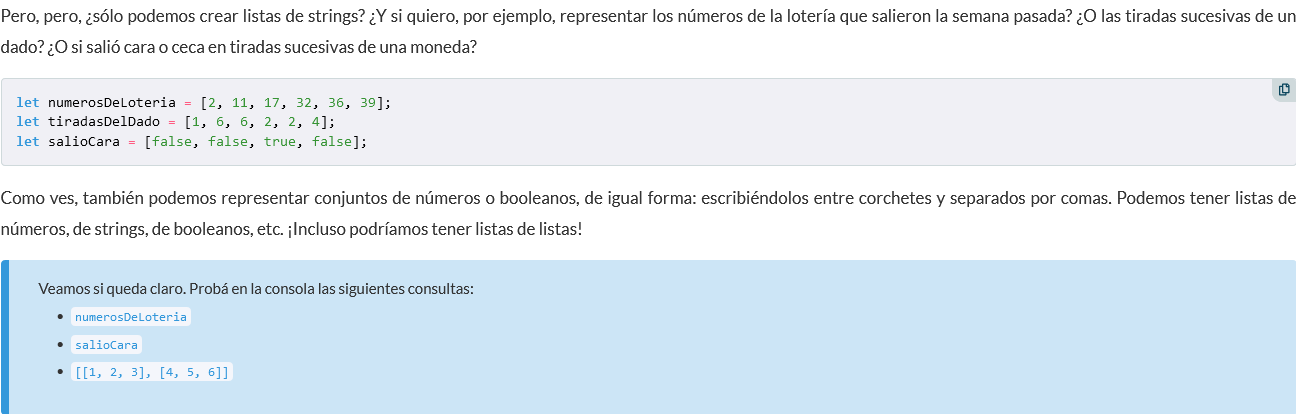 Pero, pero, ¿sólo podemos crear listas de strings? ¿Y si quiero, por ejemplo, representar los números de la lotería que salieron la semana pasada? ¿O las tiradas sucesivas de un
dado? ¿O si salió cara o ceca en tiradas sucesivas de una moneda?
let numerosDeLoteria = [2, 11, 17, 32, 36, 39];
let tiradasDelDado = [1, 6, 6, 2, 2, 4];
let salioCara = [false, false, true, false];
Como ves, también podemos representar conjuntos de números o booleanos, de igual forma: escribiéndolos entre corchetes y separados por comas. Podemos tener listas de
números, de strings, de booleanos, etc. ¡Incluso podríamos tener listas de listas!
Veamos si queda claro. Probá en la consola las siguientes consultas:
• numerosDeLoteria
• salioCara
• [[1, 2, 3], [4, 5, 6]]